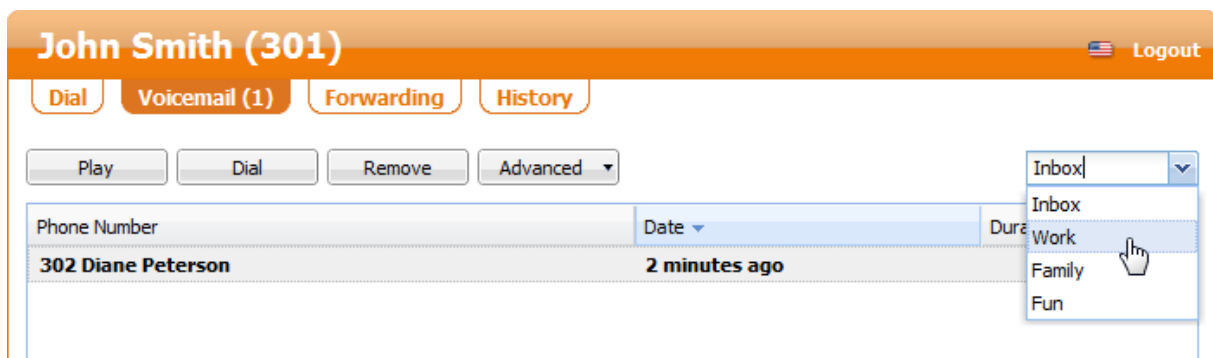 John Smith (301)
Logout
Dial Voicemail (1) Forwarding History
Play Dial Remove Advanced Inbox
Inbox
Phone Number Date
Work
302 Diane Peterson 2 minutes ago
Family
Fun